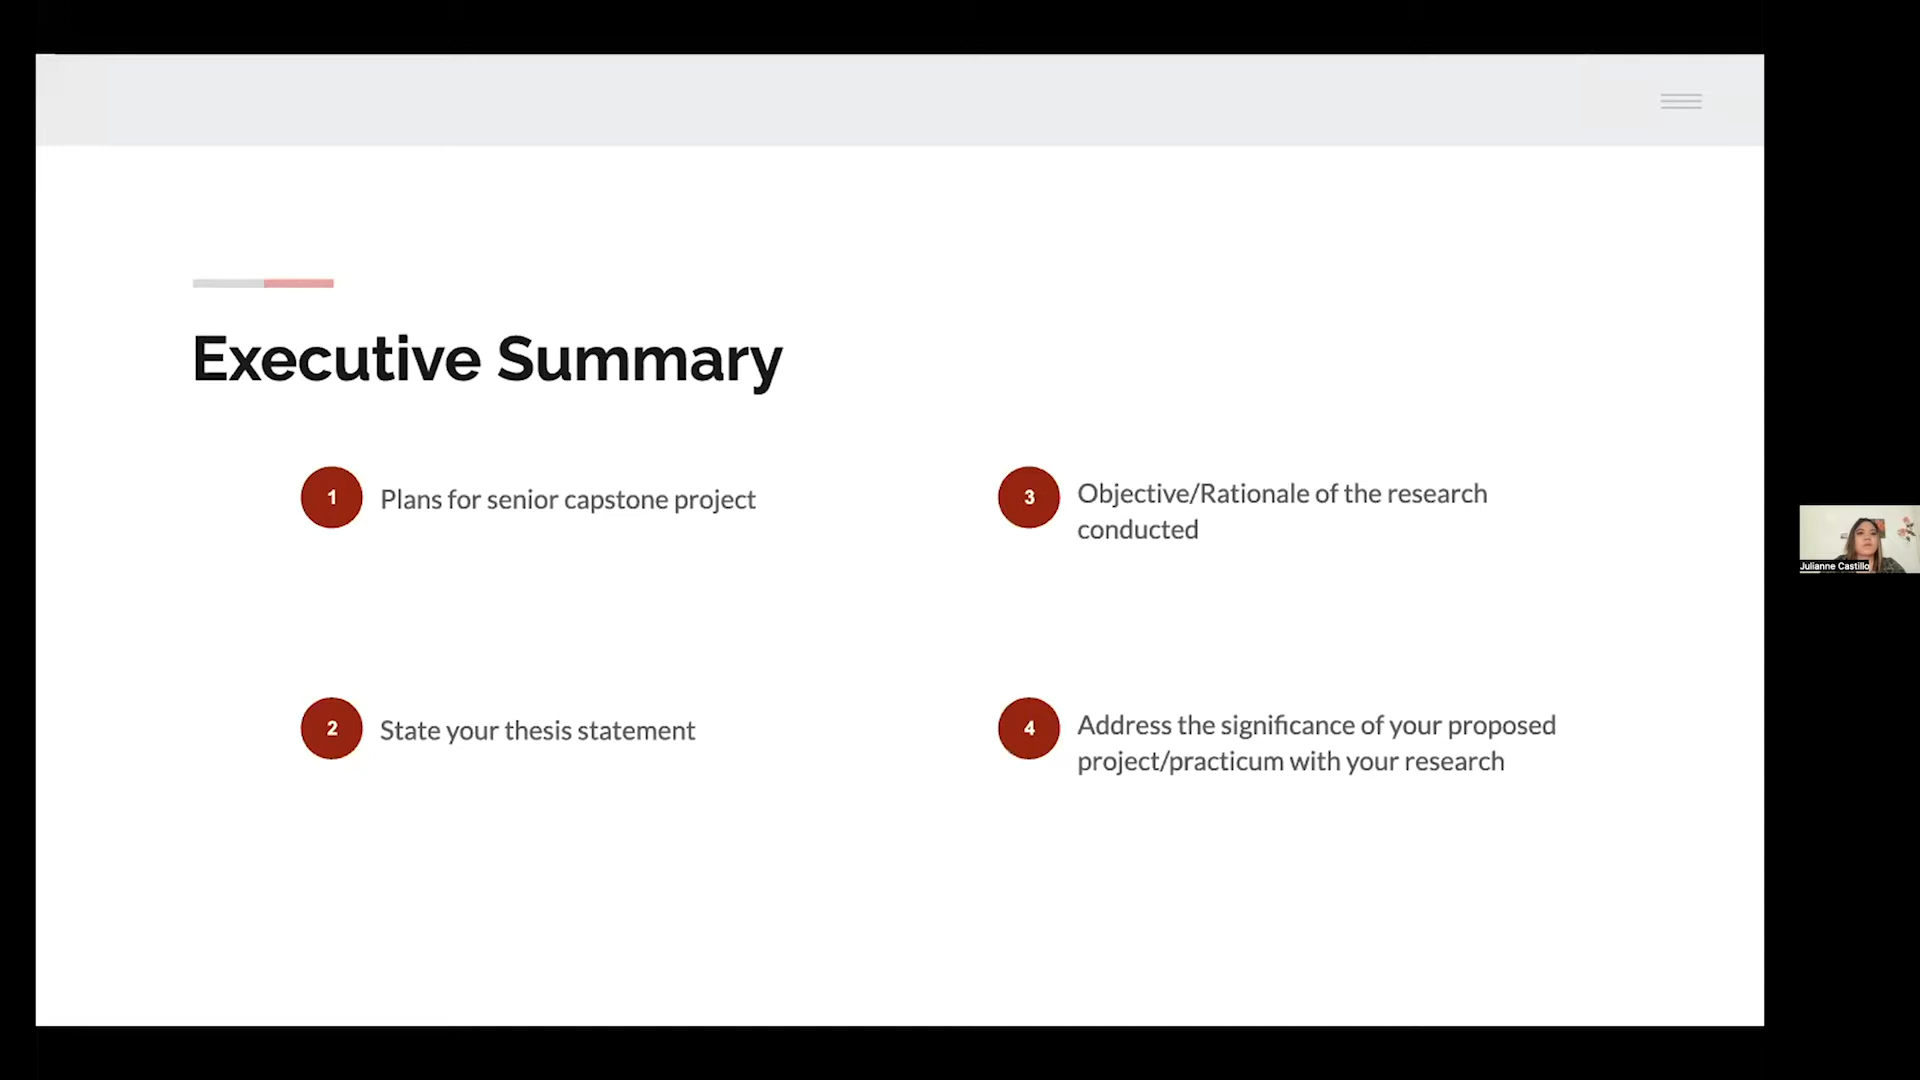 Executive Summary
1
Plans for senior capstone project
2
State your thesis statement
3
Objective/Rationale of the research
conducted
4
Address the significance of your proposed
project/practicum with your research
Julianne Castillo